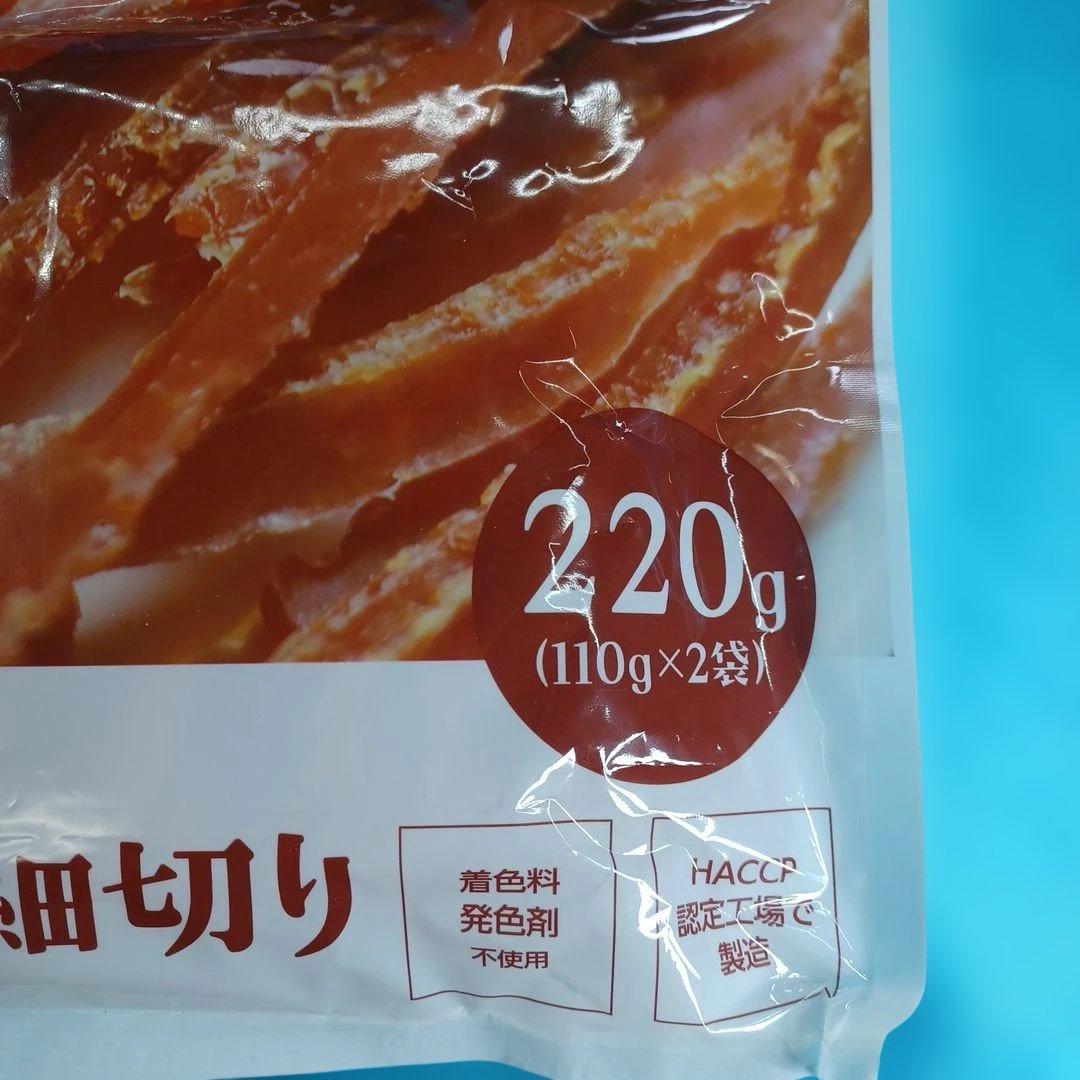 220g
(110g×2袋)
細切り
着色料
発色剤
不使用
HACCP
認定工場で
製造